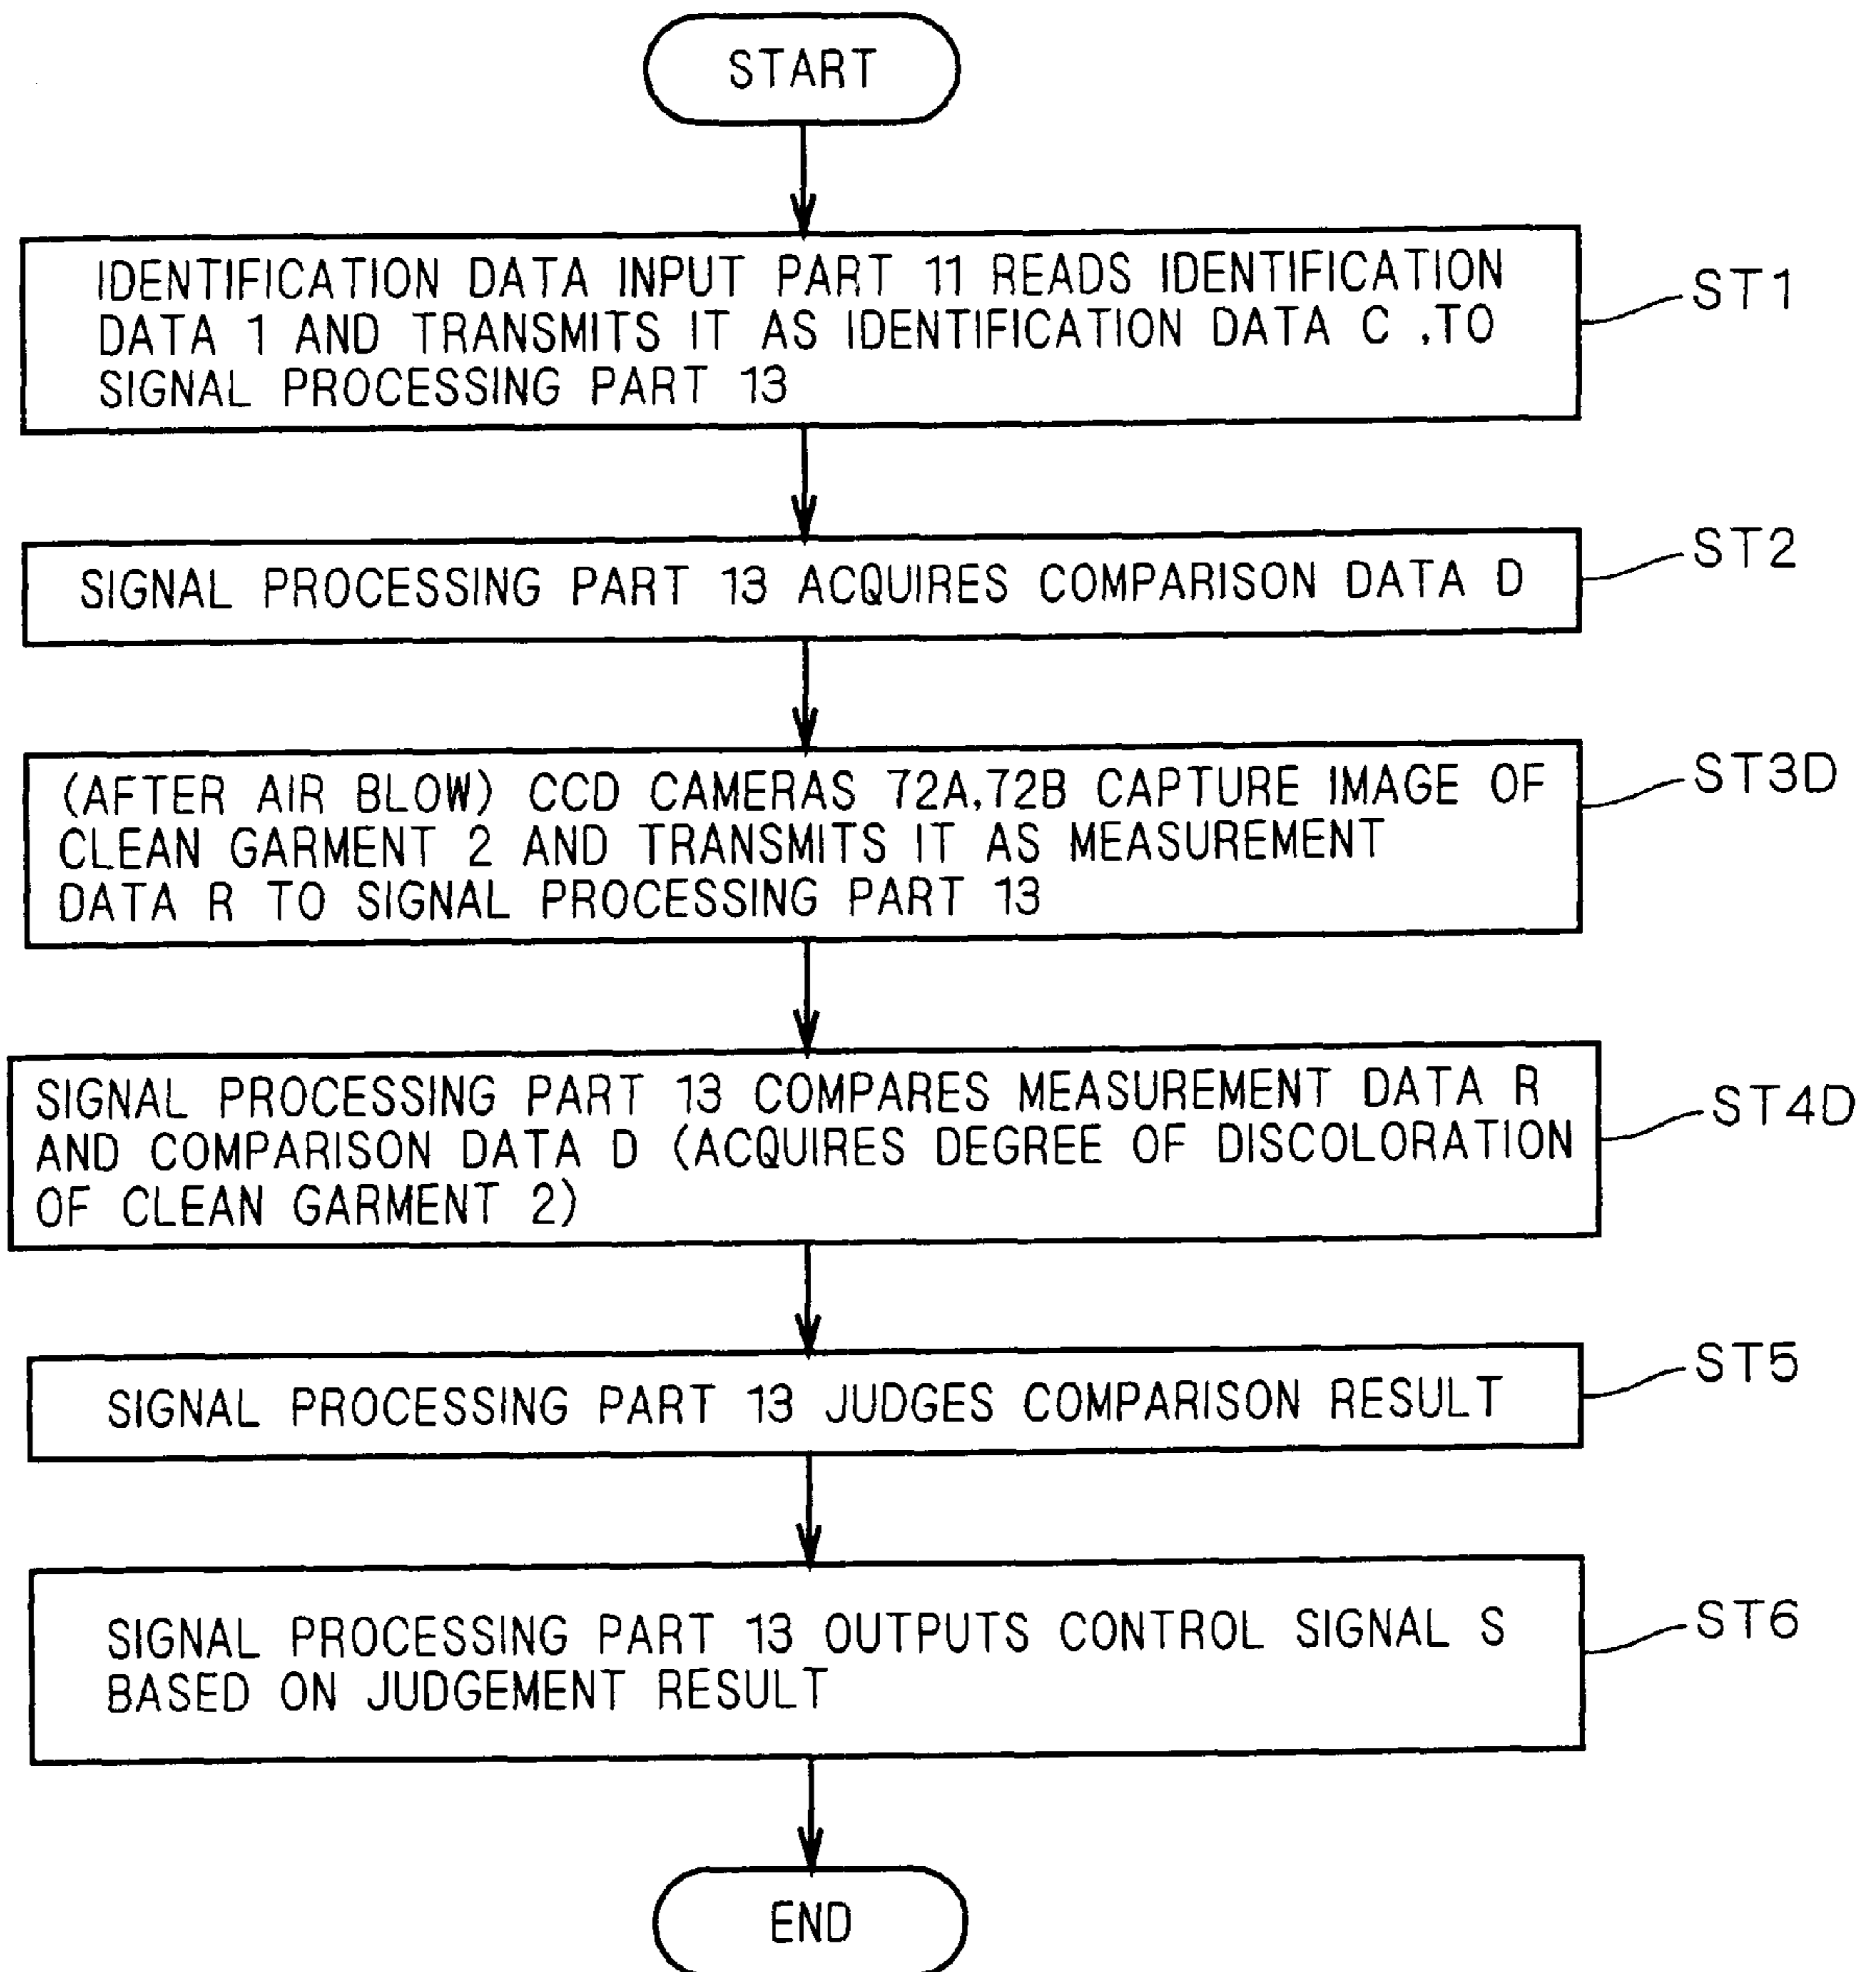 START
IDENTIFICATION DATA INPUT PART 11 READS IDENTIFICATION
DATA 1 AND TRANSMITS IT AS IDENTIFICATION DATA C .TO
SIGNAL PROCESSING PART 13
ST1
SIGNAL PROCESSING PART 13 ACQUIRES COMPARISON DATA D
ST2
(AFTER AIR BLOW) CCD CAMERAS 72A,72B CAPTURE IMAGE OF
CLEAN GARMENT 2 AND TRANSMITS IT AS MEASUREMENT
DATA R TO SIGNAL PROCESSING PART 13
ST3D
SIGNAL PROCESSING PART 13 COMPARES MEASUREMENT DATA R
AND COMPARISON DATA D (ACQUIRES DEGREE OF DISCOLORATION
OF CLEAN GARMENT 2)
ST4D
SIGNAL PROCESSING PART 13 JUDGES COMPARISON RESULT
ST5
SIGNAL PROCESSING PART 13 OUTPUTS CONTROL SIGNAL S
BASED ON JUDGEMENT RESULT
ST6
END